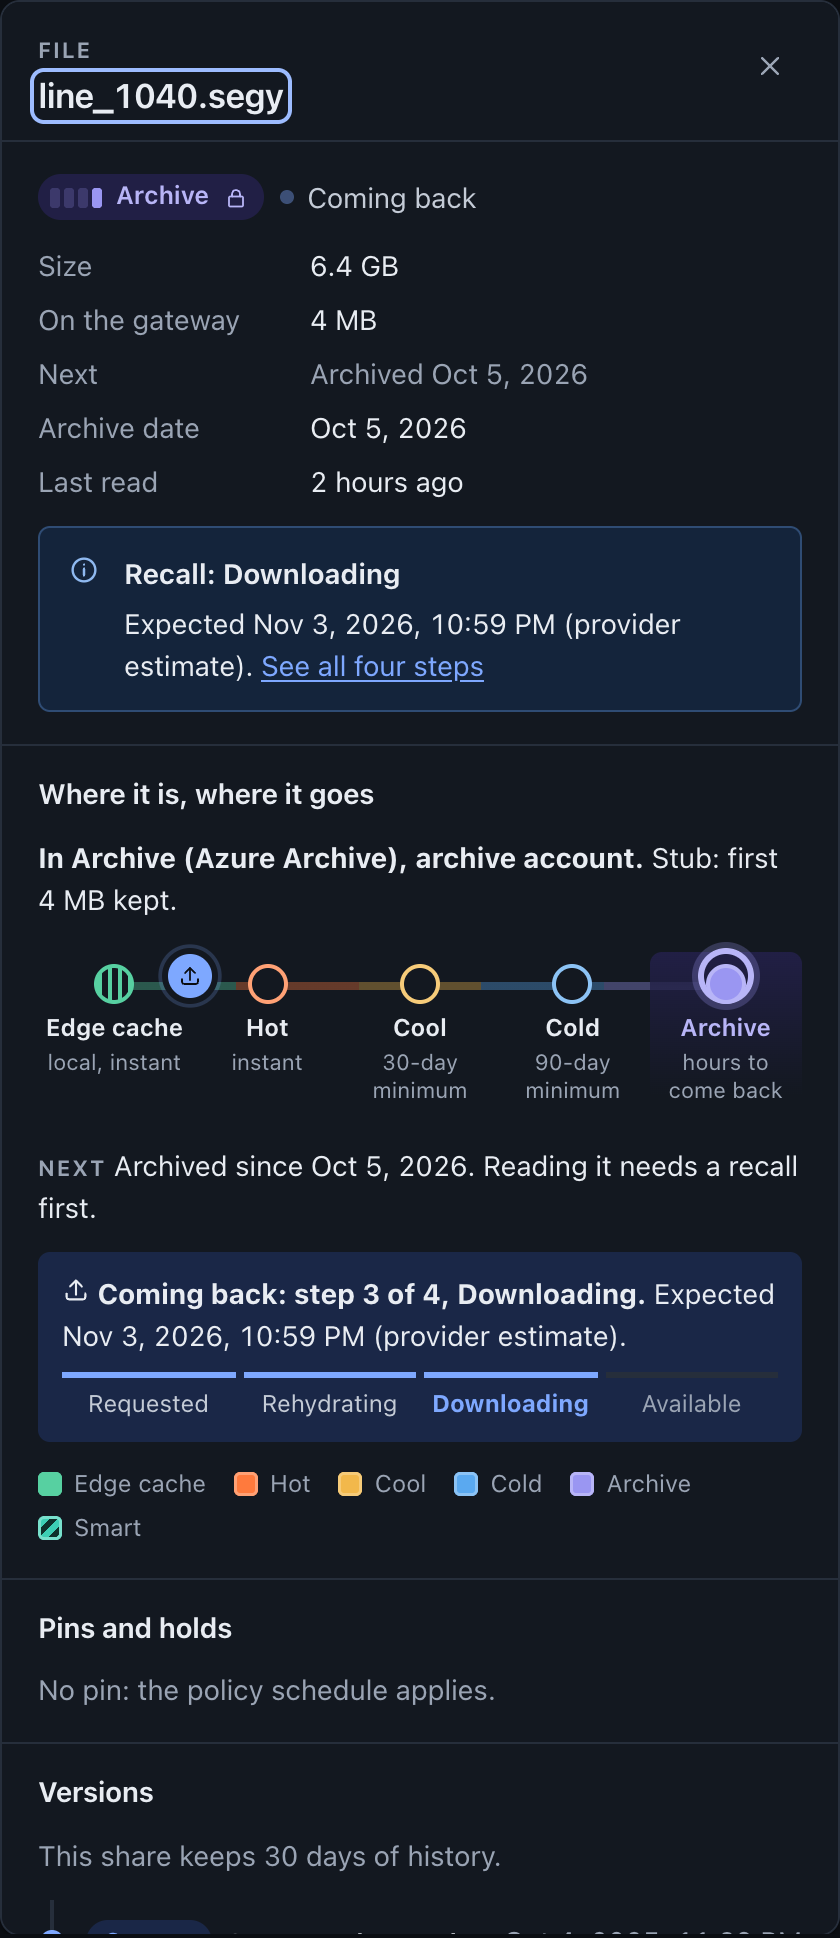 FILE
line_1040.segy
Archive
Coming back
Size 6.4 GB
On the gateway 4 MB
Next Archived Oct 5, 2026
Archive date Oct 5, 2026
Last read 2 hours ago
Recall: Downloading
Expected Nov 3, 2026, 10:59 PM (provider
estimate). See all four steps
Where it is, where it goes
In Archive (Azure Archive), archive account. Stub: first
4 MB kept.
Edge cache Hot Cool Cold Archive
local, instant instant 30-day 90-day hours to
minimum minimum come back
NEXT Archived since Oct 5, 2026. Reading it needs a recall
first.
Coming back: step 3 of 4, Downloading. Expected
Nov 3, 2026, 10:59 PM (provider estimate).
Requested Rehydrating Downloading Available
Edge cache Hot Cool Cold Archive
Smart
Pins and holds
No pin: the policy schedule applies.
Versions
This share keeps 30 days of history.